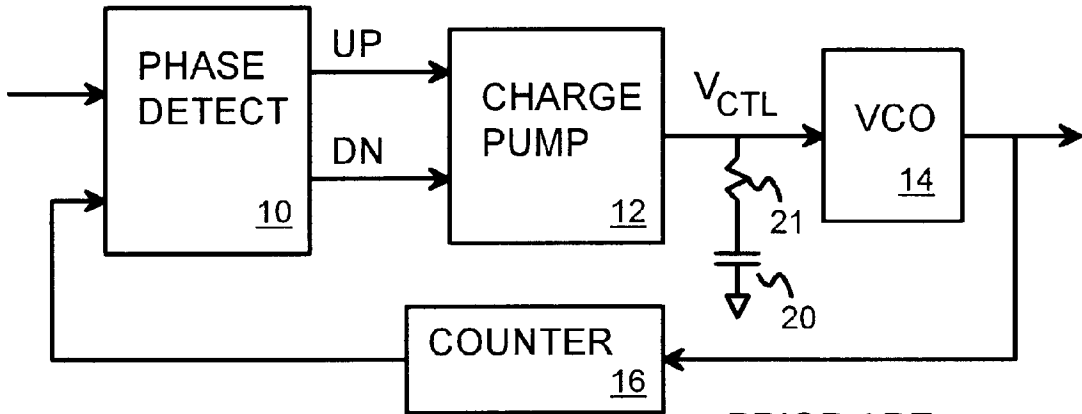 PHASE
DETECT
10
UP
DN
CHARGE
PUMP
12
VCTL
VCO
14
21
20
COUNTER
16